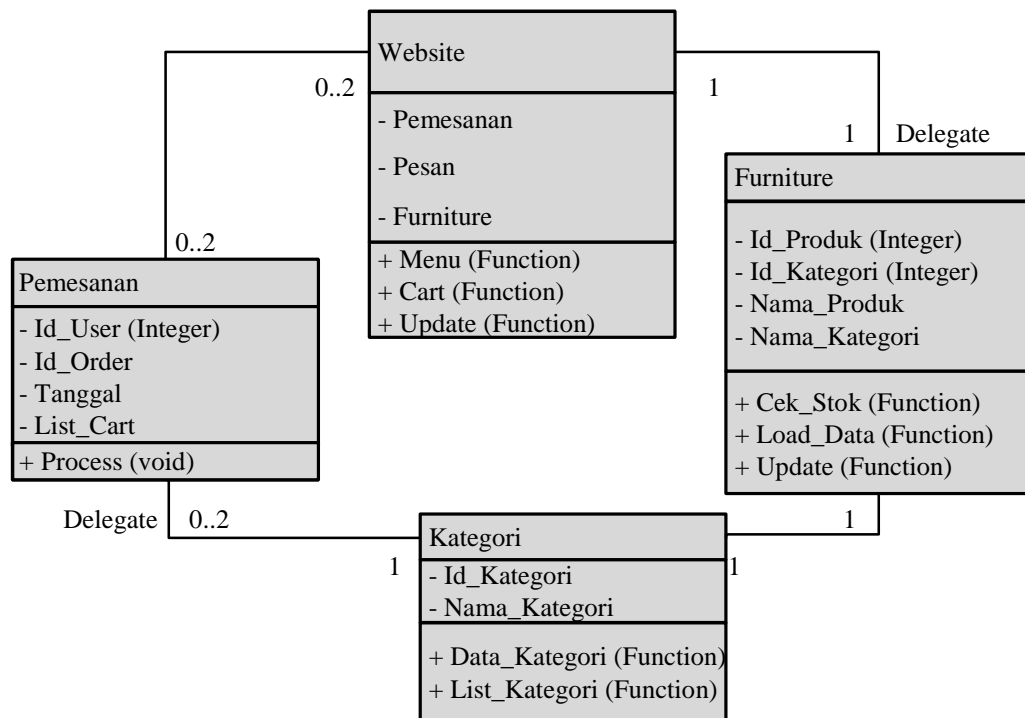 Website
- Pemesanan
- Pesan
- Furniture
+ Menu (Function)
+ Cart (Function)
+ Update (Function)
0..2
1
0..2
1
Delegate
Furniture
- Id_Produk (Integer)
- Id_Kategori (Integer)
- Nama_Produk
- Nama_Kategori
+ Cek_Stok (Function)
+ Load_Data (Function)
+ Update (Function)
Pemesanan
- Id_User (Integer)
- Id_Order
- Tanggal
- List_Cart
+ Process (void)
Delegate
0..2
1
1
1
Kategori
- Id_Kategori
- Nama_Kategori
+ Data_Kategori (Function)
+ List_Kategori (Function)